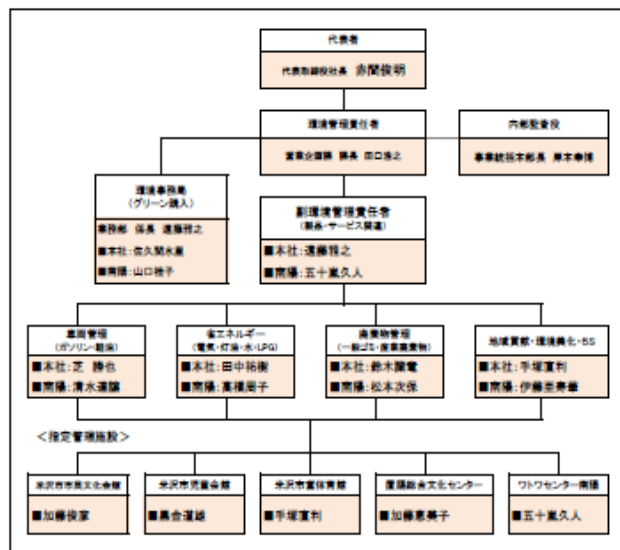 代表者
代表取締役社長 赤間俊明
環境管理責任者
営業企画課 課長 田口浩之
内部監査役
事業統括本部長 岸本幸博
環境事務局
(グリーン購入)
業務部 係長 遠藤雅之
■本社:佐久間水夏
■南陽:山口桂子
副環境管理責任者
(製品・サービス関連)
■本社:遠藤雅之
■南陽:五十嵐久人
車両管理
(ガソリン・軽油)
■本社:芝 勝也
■南陽:清水道譲
省エネルギー
(電気・灯油・水・LPG)
■本社:田中祐樹
■南陽:高橋周子
廃棄物管理
(一般ゴミ・産業廃棄物)
■本社:鈴木
■南陽:松本次保
地域貢献・環境美化・5S
■本社:手塚直利
■南陽:伊藤亜寿華
<指定管理施設>
米沢市市民文化会館
■加藤俊彦
米沢市児童会館
■黒金道雄
米沢市営体育館
■手塚直利
置賜総合文化センター
■加藤恵美子
ワトワセンター南陽
■五十嵐久人